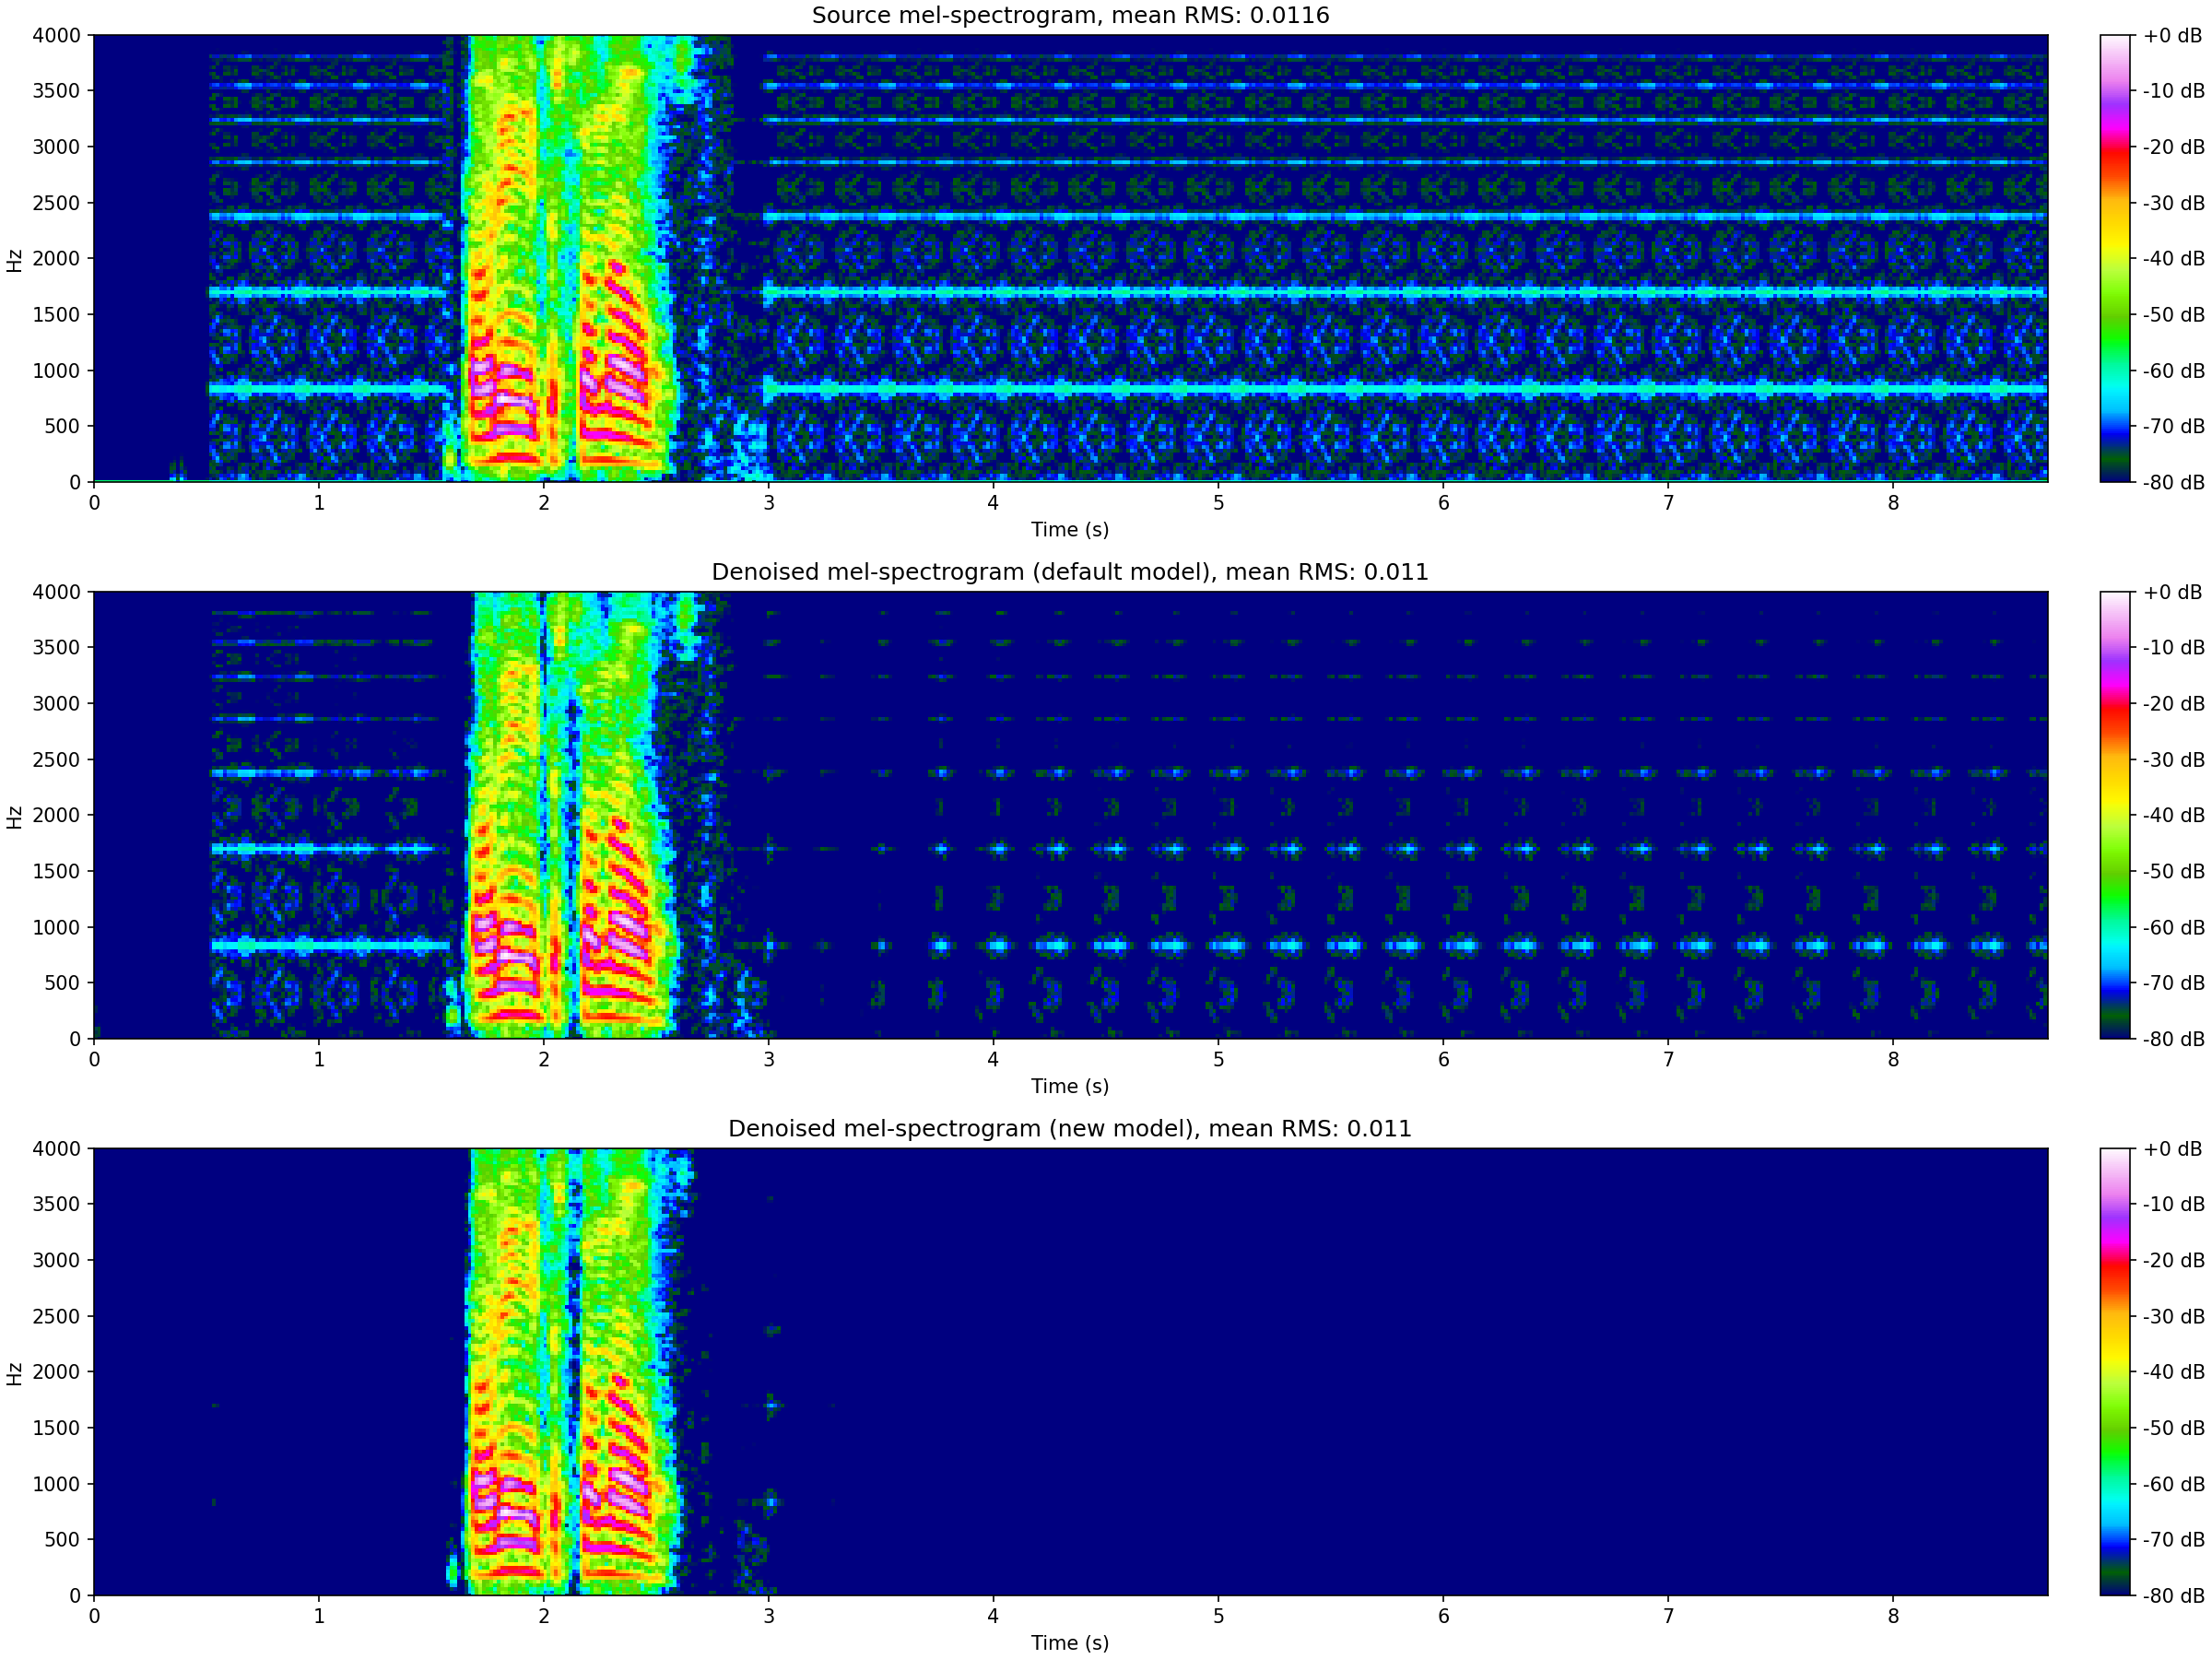 Source mel-spectrogram, mean RMS: 0.0116
4000
3500
3000
2500
2000
1500
1000
500
0
Hz
0 1 2 3 4 5 6 7 8
Time (s)
+0 dB
-10 dB
-20 dB
-30 dB
-40 dB
-50 dB
-60 dB
-70 dB
-80 dB
Denoised mel-spectrogram (default model), mean RMS: 0.011
4000
3500
3000
2500
2000
1500
1000
500
0
Hz
0 1 2 3 4 5 6 7 8
Time (s)
+0 dB
-10 dB
-20 dB
-30 dB
-40 dB
-50 dB
-60 dB
-70 dB
-80 dB
Denoised mel-spectrogram (new model), mean RMS: 0.011
4000
3500
3000
2500
2000
1500
1000
500
0
Hz
0 1 2 3 4 5 6 7 8
Time (s)
+0 dB
-10 dB
-20 dB
-30 dB
-40 dB
-50 dB
-60 dB
-70 dB
-80 dB